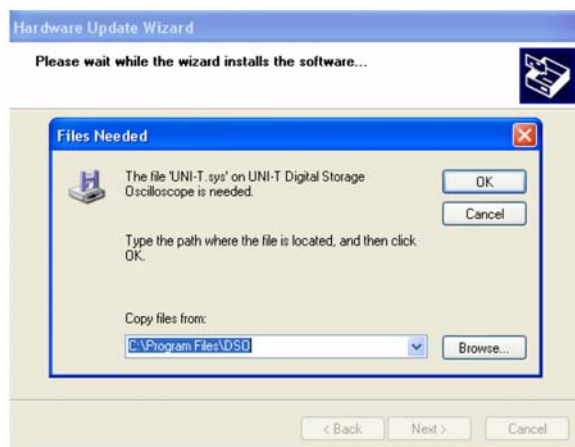 Hardware Update Wizard
Please wait while the wizard installs the software...
Files Needed
The file 'UNI-T.sys' on UNI-T Digital Storage
Oscilloscope is needed.
OK
Cancel
Type the path where the file is located, and then click
OK.
Copy files from:
C:\Program Files\DSO
Browse...
< Back
Next >
Cancel